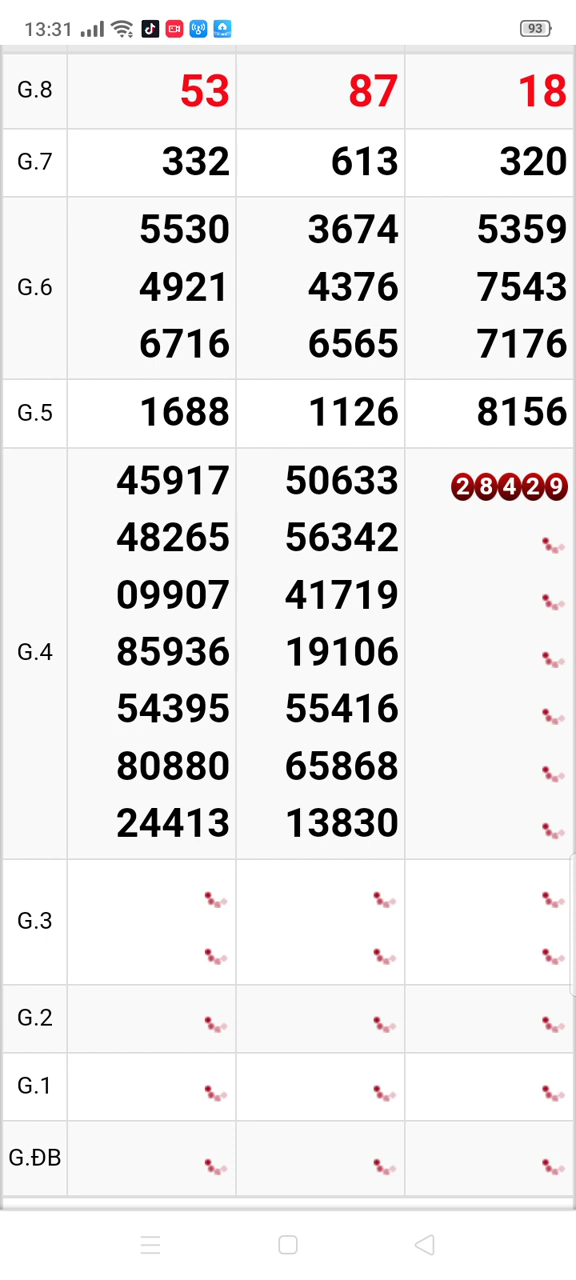 13:31 93
G.8 53 87 18
G.7 332 613 320
5530 3674 5359
G.6 4921 4376 7543
6716 6565 7176
G.5 1688 1126 8156
45917 50633 28429
48265 56342
09907 41719
G.4 85936 19106
54395 55416
80880 65868
24413 13830
G.3
G.2
G.1
G.ĐB